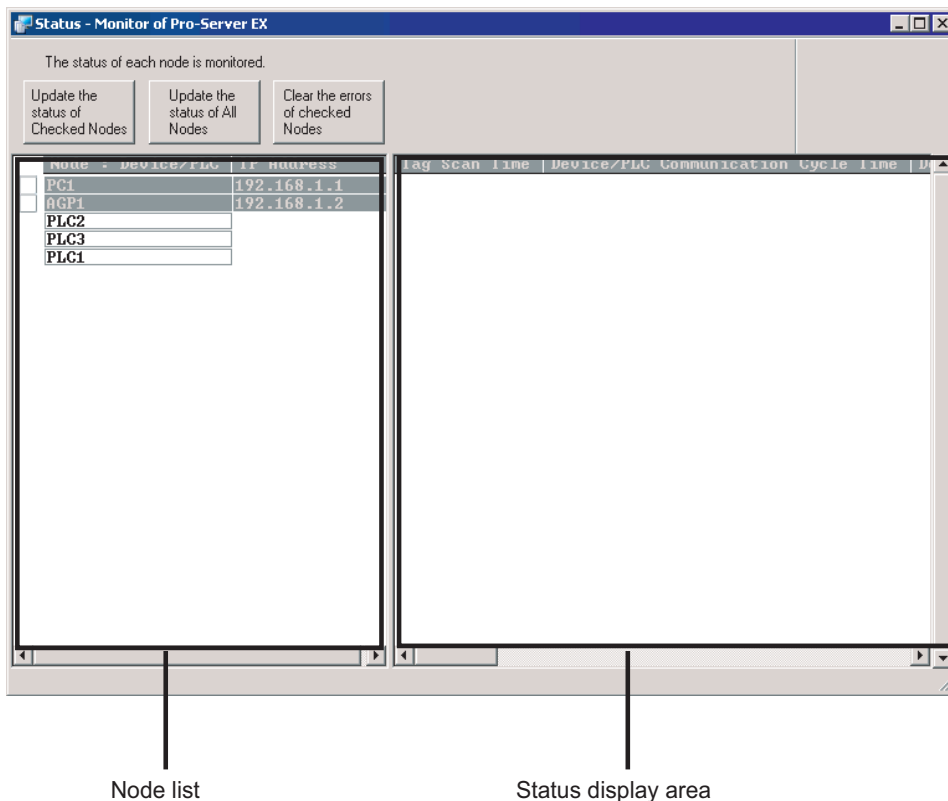 Status - Monitor of Pro-Server EX
The status of each node is monitored.
Update the
status of
Checked Nodes
Update the
status of All
Nodes
Clear the errors
of checked
Nodes
Node : Device/PLC IP Address
Tag Scan Time Device/PLC Communication Cycle Time
PC1 192.168.1.1
AGP1 192.168.1.2
PLC2
PLC3
PLC1
Node list
Status display area